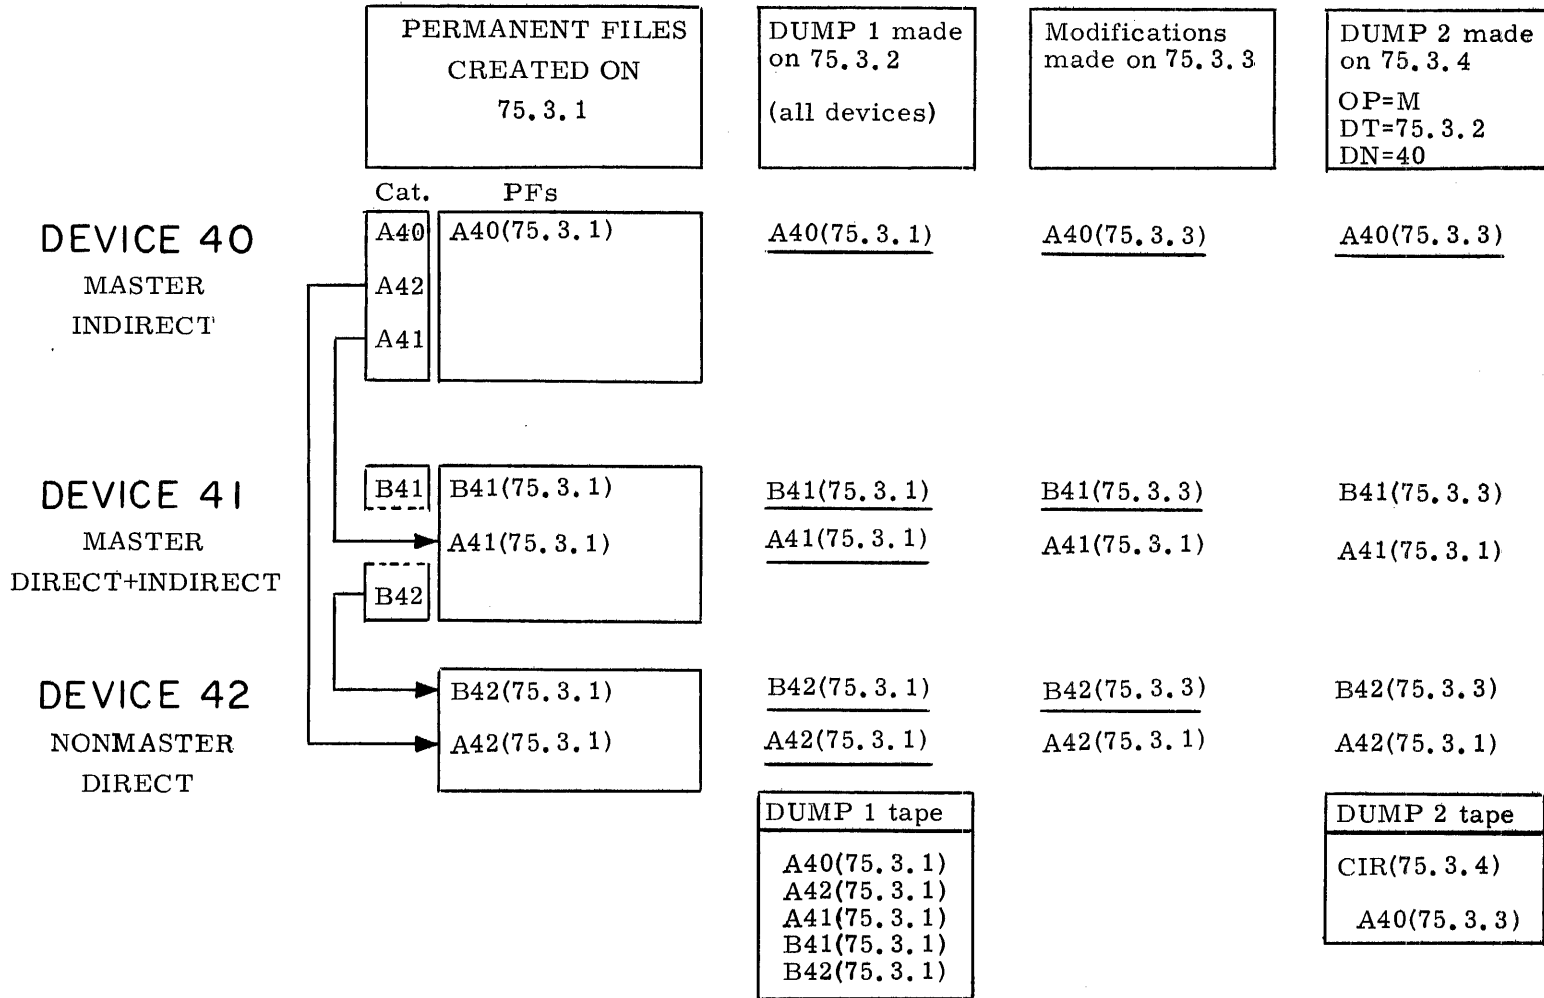 PERMANENT FILES
CREATED ON
75.3.1
DUMP 1 made
on 75.3.2
(all devices)
Modifications
made on 75.3.3
DUMP 2 made
on 75.3.4
OP=M
DT=75.3.2
DN=40
Cat. PFs
DEVICE 40
MASTER
INDIRECT
A40 A40(75.3.1) A40(75.3.1) A40(75.3.3) A40(75.3.3)
A42
A41
DEVICE 41
MASTER
DIRECT+INDIRECT
B41 B41(75.3.1) B41(75.3.1) B41(75.3.3) B41(75.3.3)
A41(75.3.1) A41(75.3.1) A41(75.3.1) A41(75.3.1)
B42
DEVICE 42
NONMASTER
DIRECT
B42(75.3.1) B42(75.3.1) B42(75.3.3) B42(75.3.3)
A42(75.3.1) A42(75.3.1) A42(75.3.1) A42(75.3.1)
DUMP 1 tape
A40(75.3.1)
A42(75.3.1)
A41(75.3.1)
B41(75.3.1)
B42(75.3.1)
DUMP 2 tape
CIR(75.3.4)
A40(75.3.3)